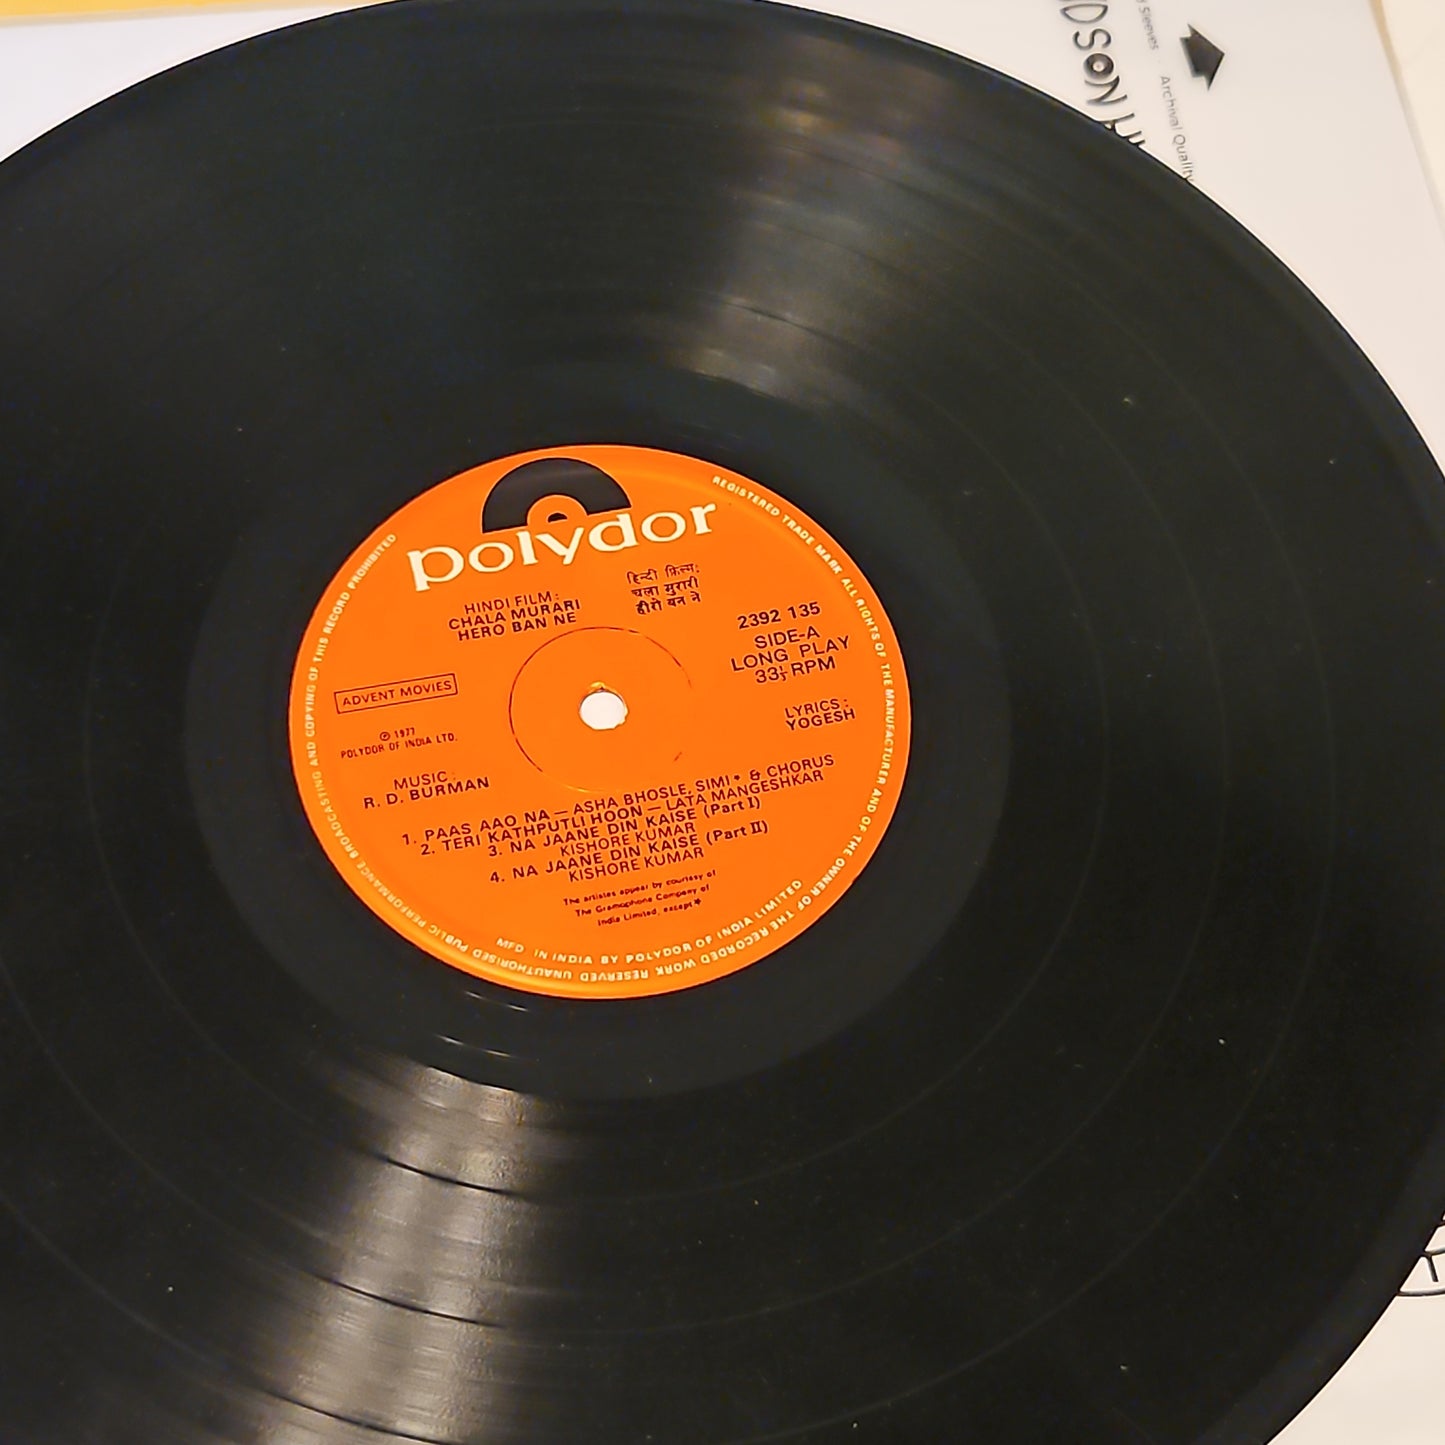 Sleeves · Archival Quality
DSON
polydor
HINDI FILM :
CHALA MURARI
HERO BAN NE
हिन्दी फ़िल्म:
चला मुरारी
हीरो बन ने
2392 135
SIDE-A
LONG PLAY
33⅓ RPM
ADVENT MOVIES
℗ 1977
POLYDOR OF INDIA LTD.
LYRICS :
YOGESH
MUSIC :
R. D. BURMAN
1. PAAS AAO NA — ASHA BHOSLE, SIMI* & CHORUS
2. TERI KATHPUTLI HOON — LATA MANGESHKAR
3. NA JAANE DIN KAISE (Part I)
KISHORE KUMAR
4. NA JAANE DIN KAISE (Part II)
KISHORE KUMAR
The artistes appear by courtesy of
The Gramophone Company of
India Limited, except*
MFD IN INDIA BY POLYDOR OF INDIA LIMITED
REGISTERED TRADE MARK ALL RIGHTS OF THE MANUFACTURER AND OF THE OWNER OF THE RECORDED WORK RESERVED UNAUTHORISED PUBLIC PERFORMANCE BROADCASTING AND COPYING OF THIS RECORD PROHIBITED